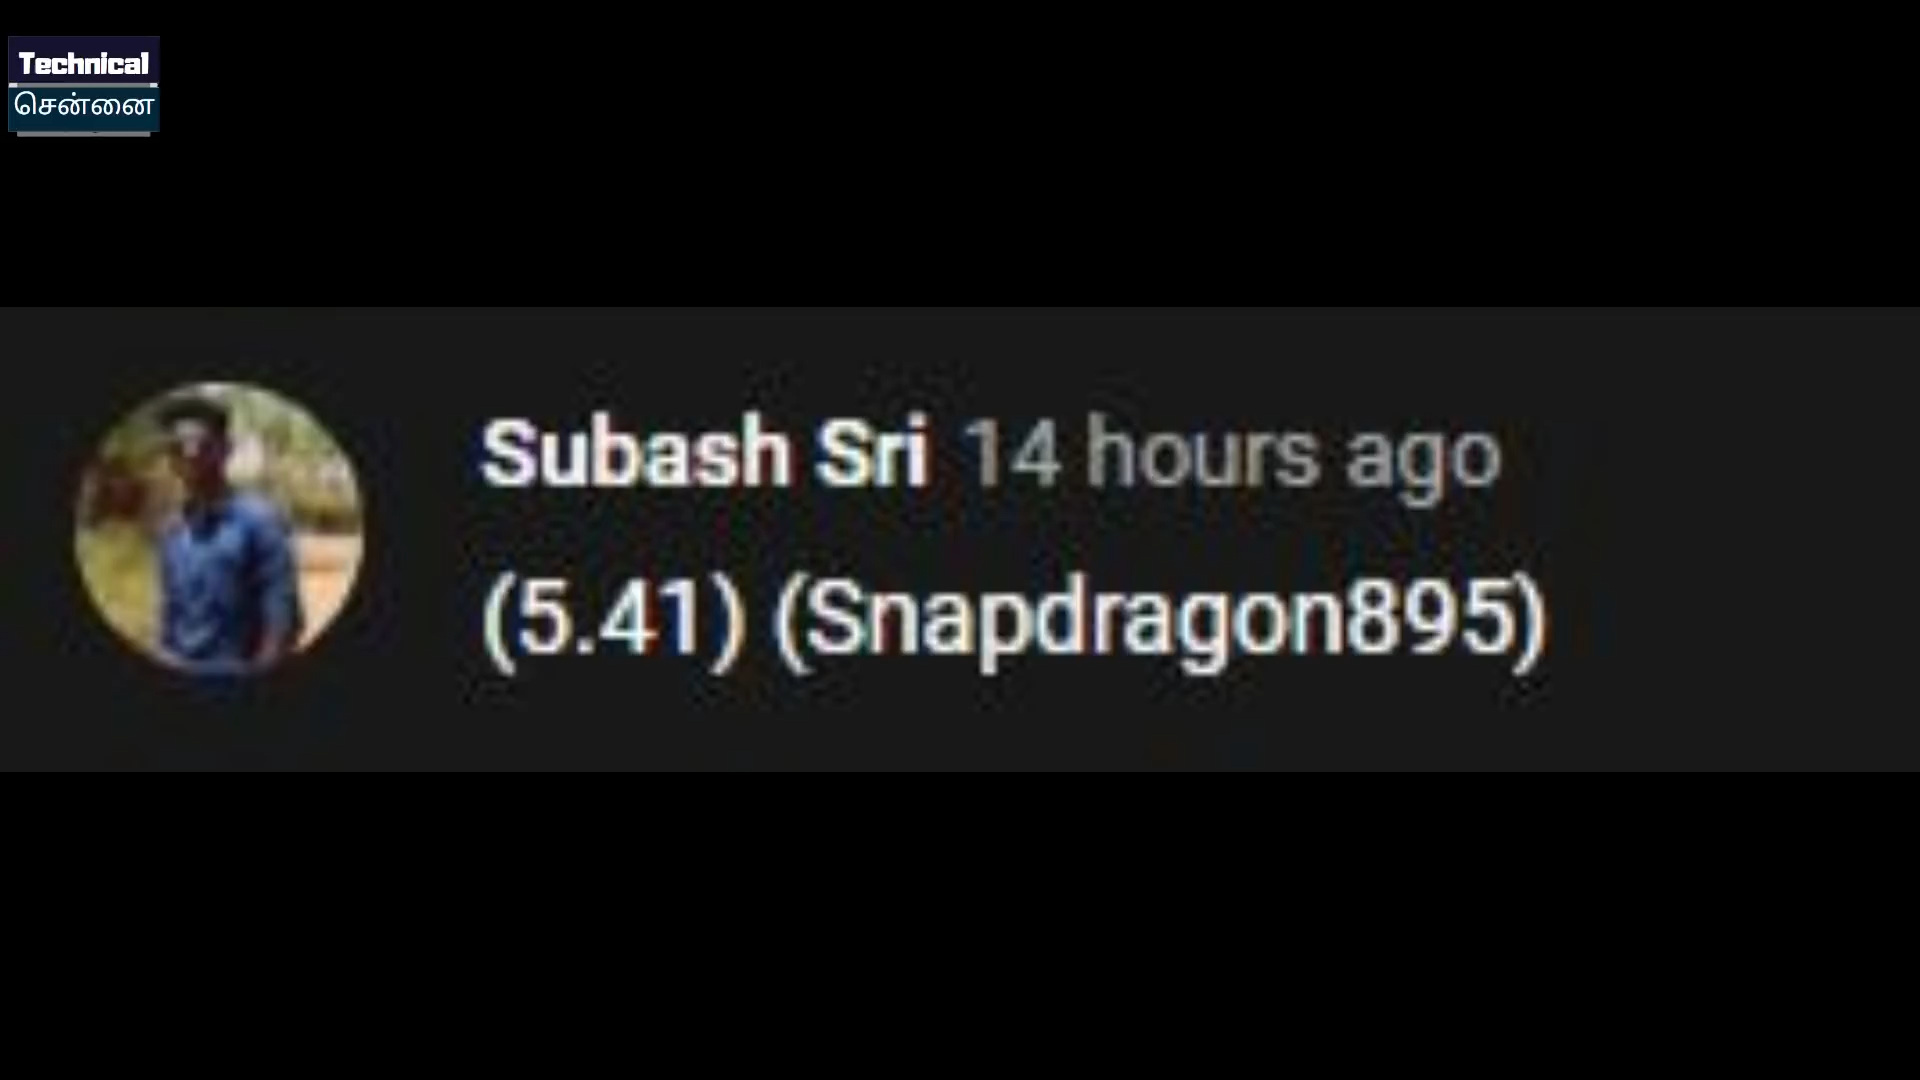 Technical
சென்னை
Subash Sri 14 hours ago
(5.41) (Snapdragon895)